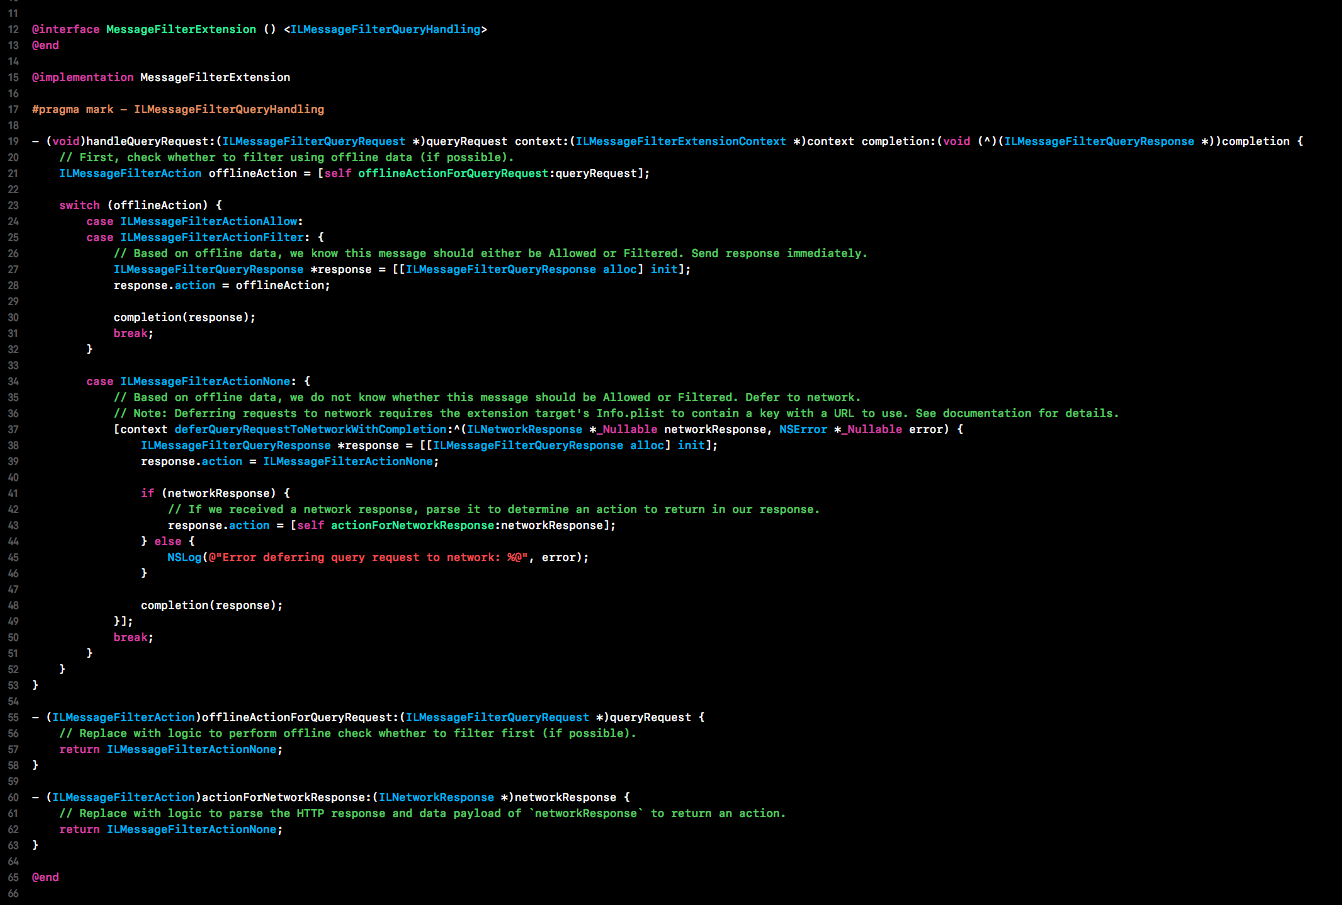 11
12 @interface MessageFilterExtension () <ILMessageFilterQueryHandling>
13 @end
14
15 @implementation MessageFilterExtension
16
17 #pragma mark - ILMessageFilterQueryHandling
18
19 - (void)handleQueryRequest:(ILMessageFilterQueryRequest *)queryRequest context:(ILMessageFilterExtensionContext *)context completion:(void (^)(ILMessageFilterQueryResponse *))completion {
20     // First, check whether to filter using offline data (if possible).
21     ILMessageFilterAction offlineAction = [self offlineActionForQueryRequest:queryRequest];
22
23     switch (offlineAction) {
24         case ILMessageFilterActionAllow:
25         case ILMessageFilterActionFilter: {
26             // Based on offline data, we know this message should either be Allowed or Filtered. Send response immediately.
27             ILMessageFilterQueryResponse *response = [[ILMessageFilterQueryResponse alloc] init];
28             response.action = offlineAction;
29
30             completion(response);
31             break;
32         }
33
34         case ILMessageFilterActionNone: {
35             // Based on offline data, we do not know whether this message should be Allowed or Filtered. Defer to network.
36             // Note: Deferring requests to network requires the extension target's Info.plist to contain a key with a URL to use. See documentation for details.
37             [context deferQueryRequestToNetworkWithCompletion:^(ILNetworkResponse *_Nullable networkResponse, NSError *_Nullable error) {
38                 ILMessageFilterQueryResponse *response = [[ILMessageFilterQueryResponse alloc] init];
39                 response.action = ILMessageFilterActionNone;
40
41                 if (networkResponse) {
42                     // If we received a network response, parse it to determine an action to return in our response.
43                     response.action = [self actionForNetworkResponse:networkResponse];
44                 } else {
45                     NSLog(@"Error deferring query request to network: %@", error);
46                 }
47
48                 completion(response);
49             }];
50             break;
51         }
52     }
53 }
54
55 - (ILMessageFilterAction)offlineActionForQueryRequest:(ILMessageFilterQueryRequest *)queryRequest {
56     // Replace with logic to perform offline check whether to filter first (if possible).
57     return ILMessageFilterActionNone;
58 }
59
60 - (ILMessageFilterAction)actionForNetworkResponse:(ILNetworkResponse *)networkResponse {
61     // Replace with logic to parse the HTTP response and data payload of `networkResponse` to return an action.
62     return ILMessageFilterActionNone;
63 }
64
65 @end
66